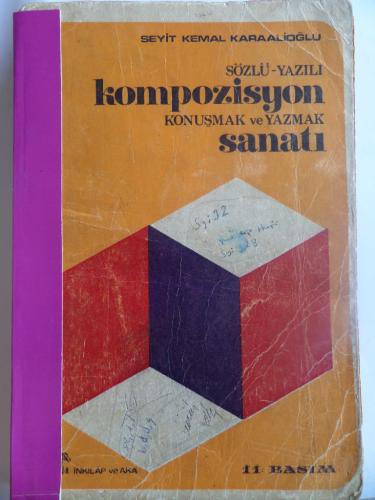 SEYİT KEMAL KARAALİOĞLU
SÖZLÜ-YAZILI
kompozisyon
KONUŞMAK ve YAZMAK
sanatı
İNKILAP ve AKA
11. BASIM